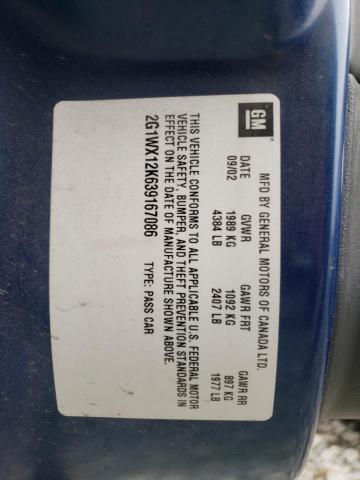 GM
MFD BY GENERAL MOTORS OF CANADA LTD.
DATE GVWR GAWR FRT GAWR RR
09/02 1989 KG 1092 KG 897 KG
4384 LB 2407 LB 1977 LB
THIS VEHICLE CONFORMS TO ALL APPLICABLE U.S. FEDERAL MOTOR
VEHICLE SAFETY, BUMPER, AND THEFT PREVENTION STANDARDS IN
EFFECT ON THE DATE OF MANUFACTURE SHOWN ABOVE.
2G1WX12K639167086 TYPE: PASS CAR